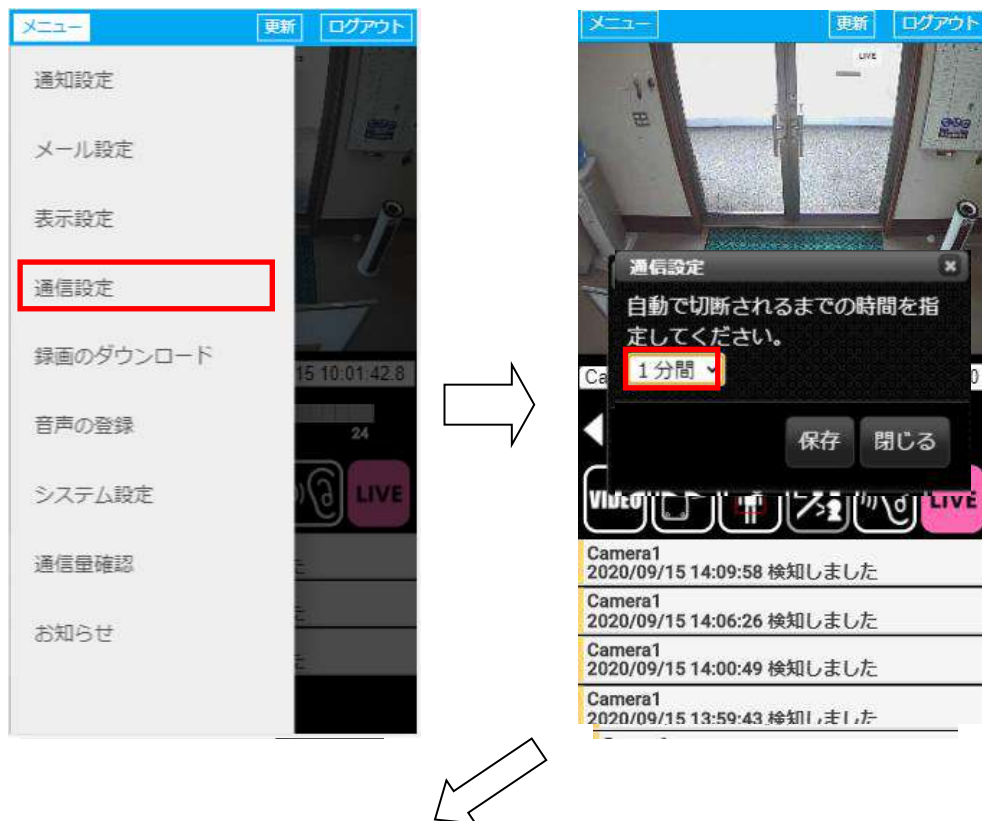 メニュー 更新 ログアウト
通知設定
メール設定
表示設定
通信設定
録画のダウンロード
音声の登録
システム設定
通信量確認
お知らせ
15 10:01:42.8
24
LIVE
た
た
た
メニュー 更新 ログアウト
LIVE
通信設定
自動で切断されるまでの時間を指
定してください。
1分間
Ca
0
保存 閉じる
VIDEO
LIVE
Camera1
2020/09/15 14:09:58 検知しました
Camera1
2020/09/15 14:06:26 検知しました
Camera1
2020/09/15 14:00:49 検知しました
Camera1
2020/09/15 13:59:43 検知しました